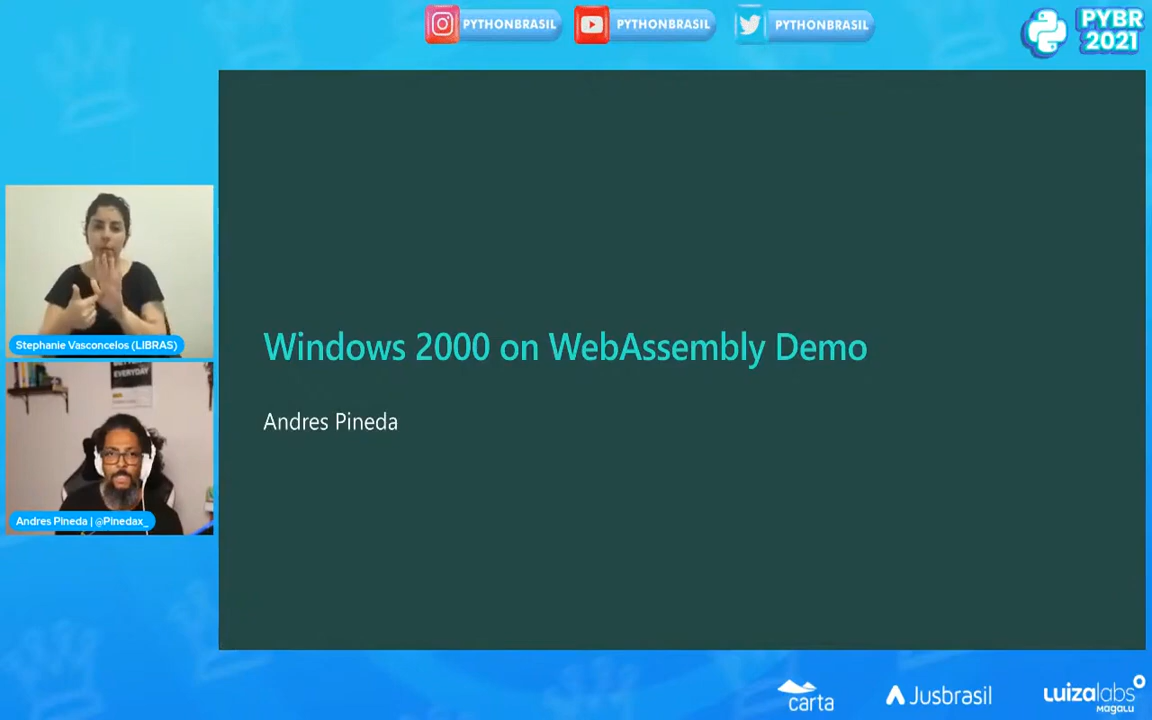 PYTHONBRASIL
PYTHONBRASIL
PYTHONBRASIL
PYBR
2021
Stephanie Vasconcelos (LIBRAS)
EVERYDAY
Andres Pineda | @Pinedax_
Windows 2000 on WebAssembly Demo
Andres Pineda
carta
Jusbrasil
luizalabs
MAGALU